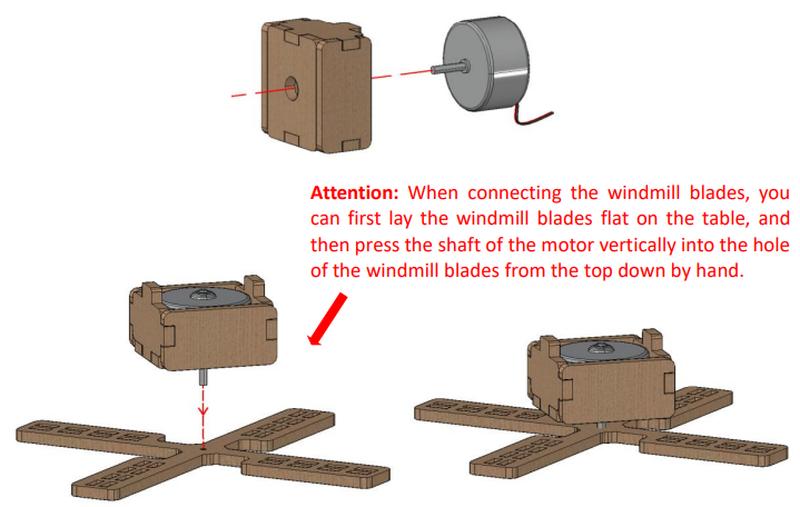 Attention: When connecting the windmill blades, you
can first lay the windmill blades flat on the table, and
then press the shaft of the motor vertically into the hole
of the windmill blades from the top down by hand.